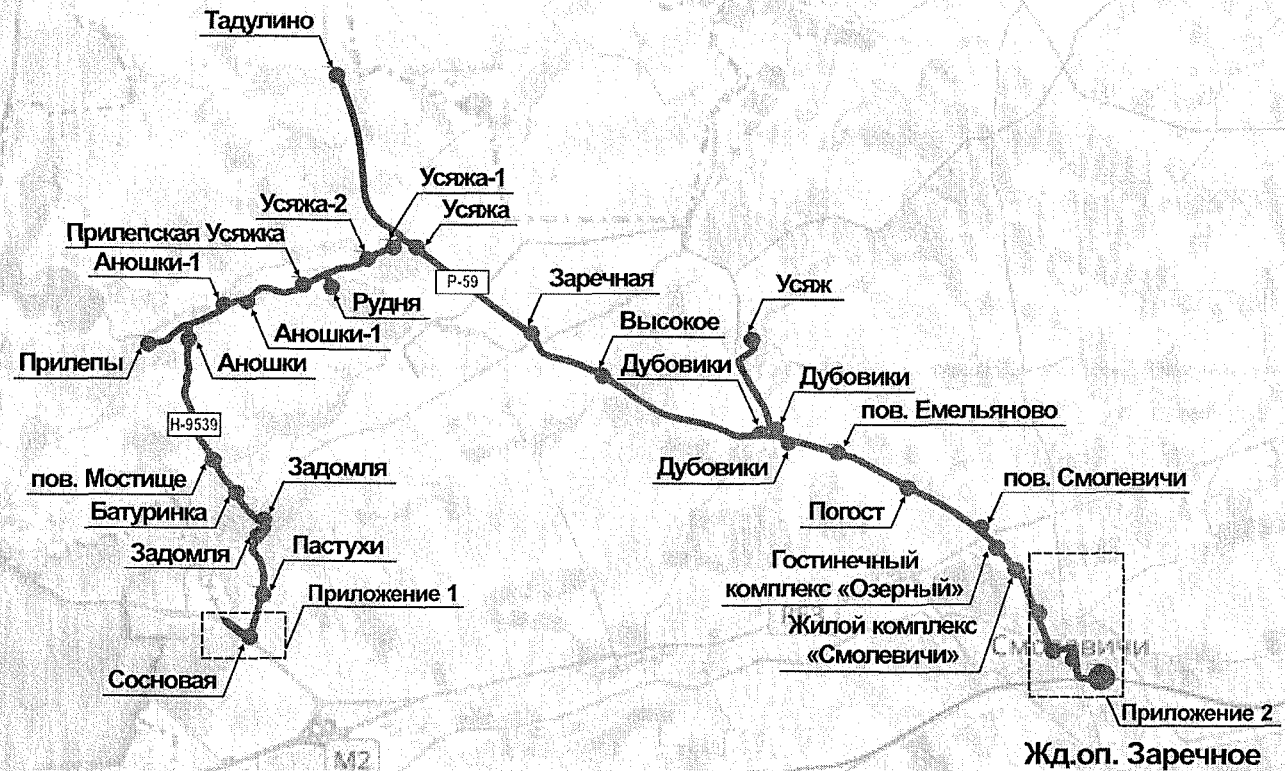 Тадулино
Усяжа-1
Усяжа-2
Усяжа
Прилепская Усяжка
Аношки-1
Р-59
Заречная
Усяж
Рудня
Высокое
Аношки-1
Прилепы
Аношки
Дубовики
Дубовики
пов. Емельяново
Н-9539
Дубовики
пов. Мостище
Задомля
пов. Смолевичи
Батуринка
Погост
Задомля
Пастухи
Гостинечный
комплекс «Озерный»
Приложение 1
Жилой комплекс
«Смолевичи»
Смолевичи
Сосновая
Приложение 2
М2
Жд.оп. Заречное